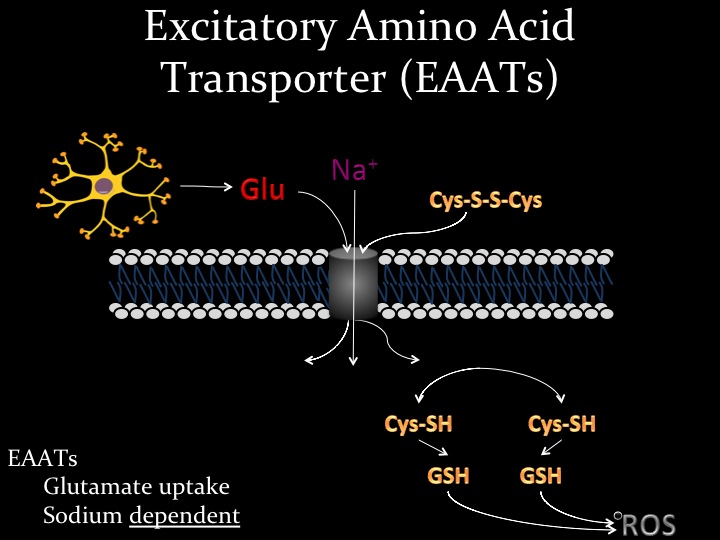 Excitatory Amino Acid
Transporter (EAATs)
Na⁺
Glu
Cys-S-S-Cys
Cys-SH
Cys-SH
GSH
GSH
ROS
EAATs
Glutamate uptake
Sodium dependent